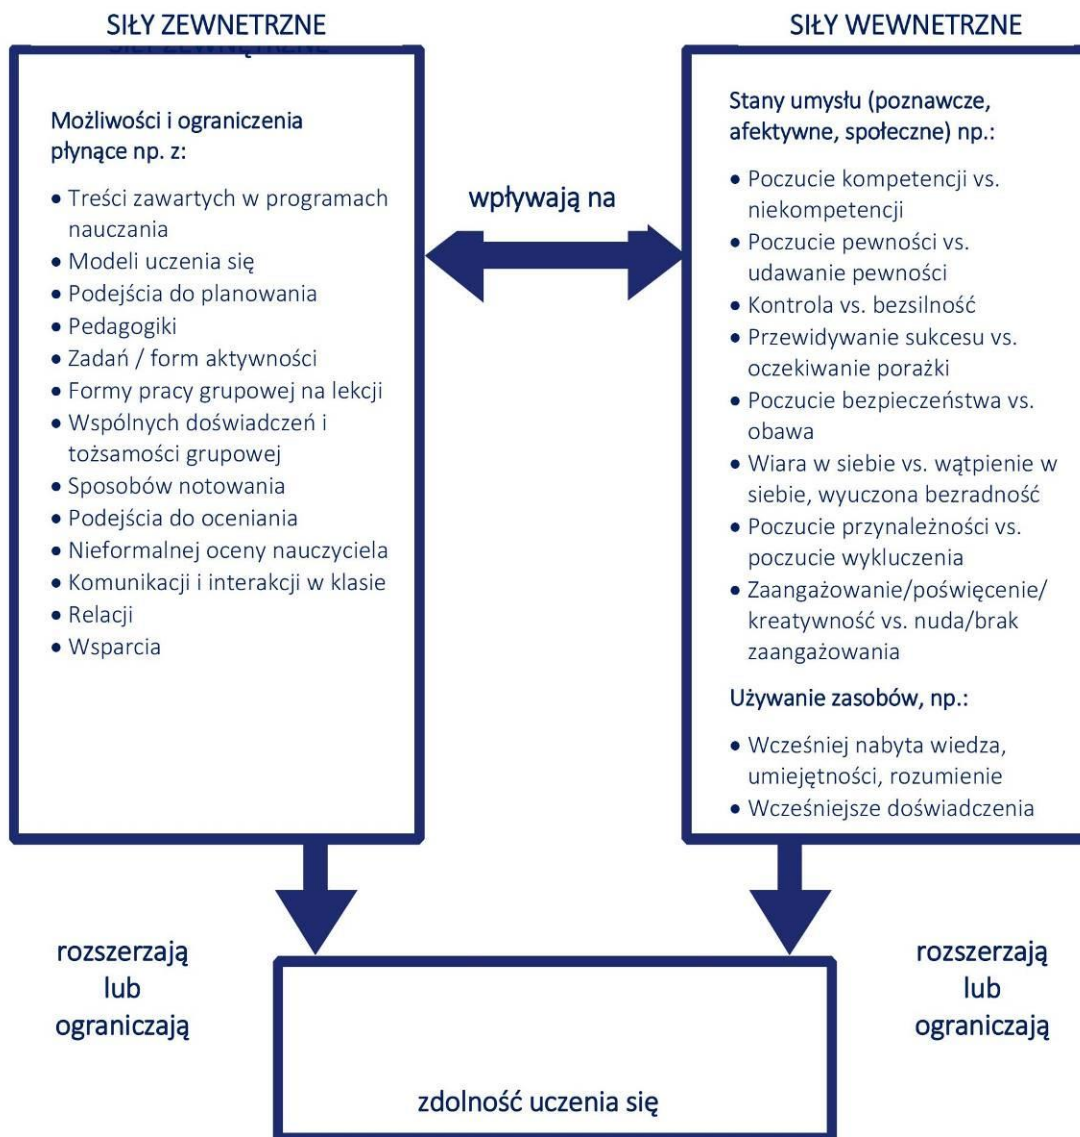 SIŁY ZEWNETRZNE
SIŁY ZEWNĘTRZNE
Możliwości i ograniczenia
płynące np. z:
• Treści zawartych w programach
nauczania
• Modeli uczenia się
• Podejścia do planowania
• Pedagogiki
• Zadań / form aktywności
• Formy pracy grupowej na lekcji
• Wspólnych doświadczeń i
tożsamości grupowej
• Sposobów notowania
• Podejścia do oceniania
• Nieformalnej oceny nauczyciela
• Komunikacji i interakcji w klasie
• Relacji
• Wsparcia
wpływają na
SIŁY WEWNETRZNE
Stany umysłu (poznawcze,
afektywne, społeczne) np.:
• Poczucie kompetencji vs.
niekompetencji
• Poczucie pewności vs.
udawanie pewności
• Kontrola vs. bezsilność
• Przewidywanie sukcesu vs.
oczekiwanie porażki
• Poczucie bezpieczeństwa vs.
obawa
• Wiara w siebie vs. wątpienie w
siebie, wyuczona bezradność
• Poczucie przynależności vs.
poczucie wykluczenia
• Zaangażowanie/poświęcenie/
kreatywność vs. nuda/brak
zaangażowania
Używanie zasobów, np.:
• Wcześniej nabyta wiedza,
umiejętności, rozumienie
• Wcześniejsze doświadczenia
rozszerzają
lub
ograniczają
rozszerzają
lub
ograniczają
zdolność uczenia się